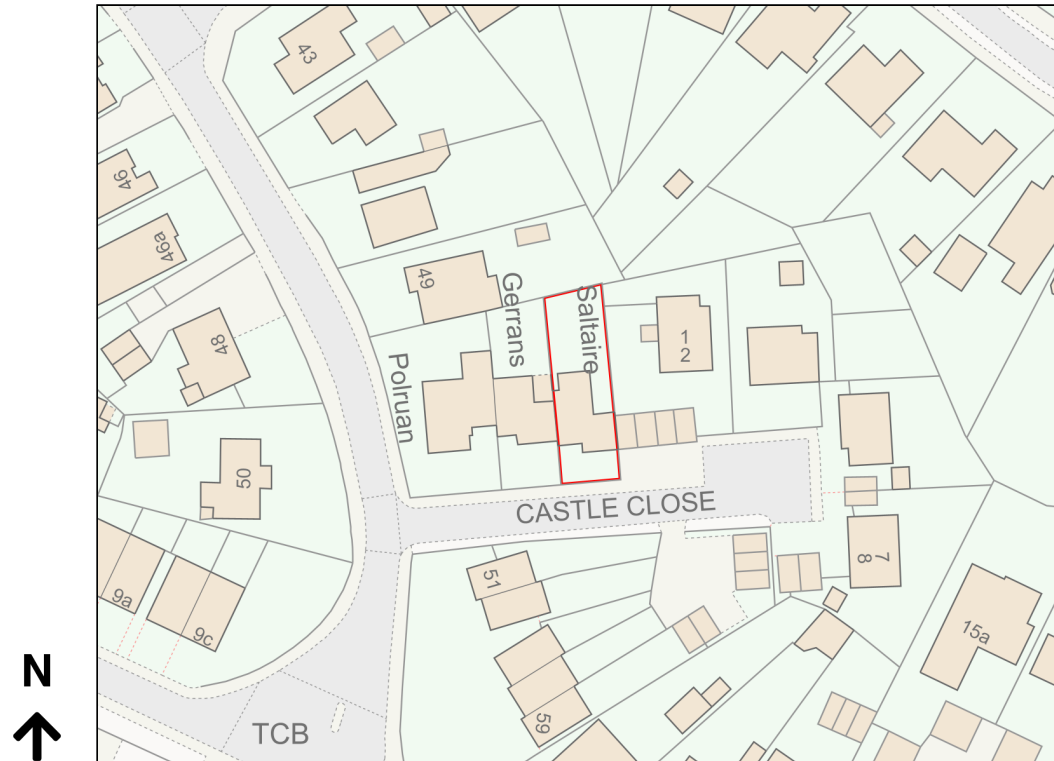 43
46
46a
49
Gerrans
Saltaire
1
2
48
Polruan
50
CASTLE CLOSE
51
7
8
9a
9c
15a
59
N
TCB